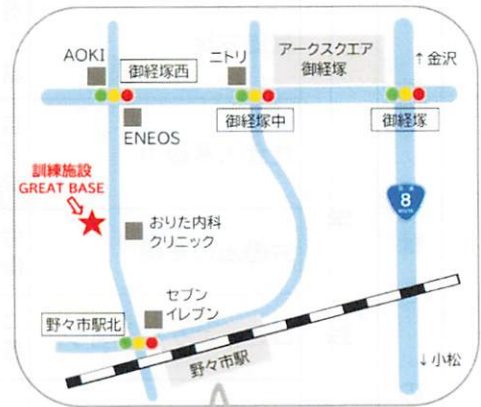 AOKI
御経塚西
ニトリ
アークスクエア
御経塚
↑金沢
ENEOS
御経塚中
御経塚
訓練施設
GREAT BASE
国道
8
ROUTE
おりた内科
クリニック
セブン
イレブン
野々市駅北
野々市駅
↓小松